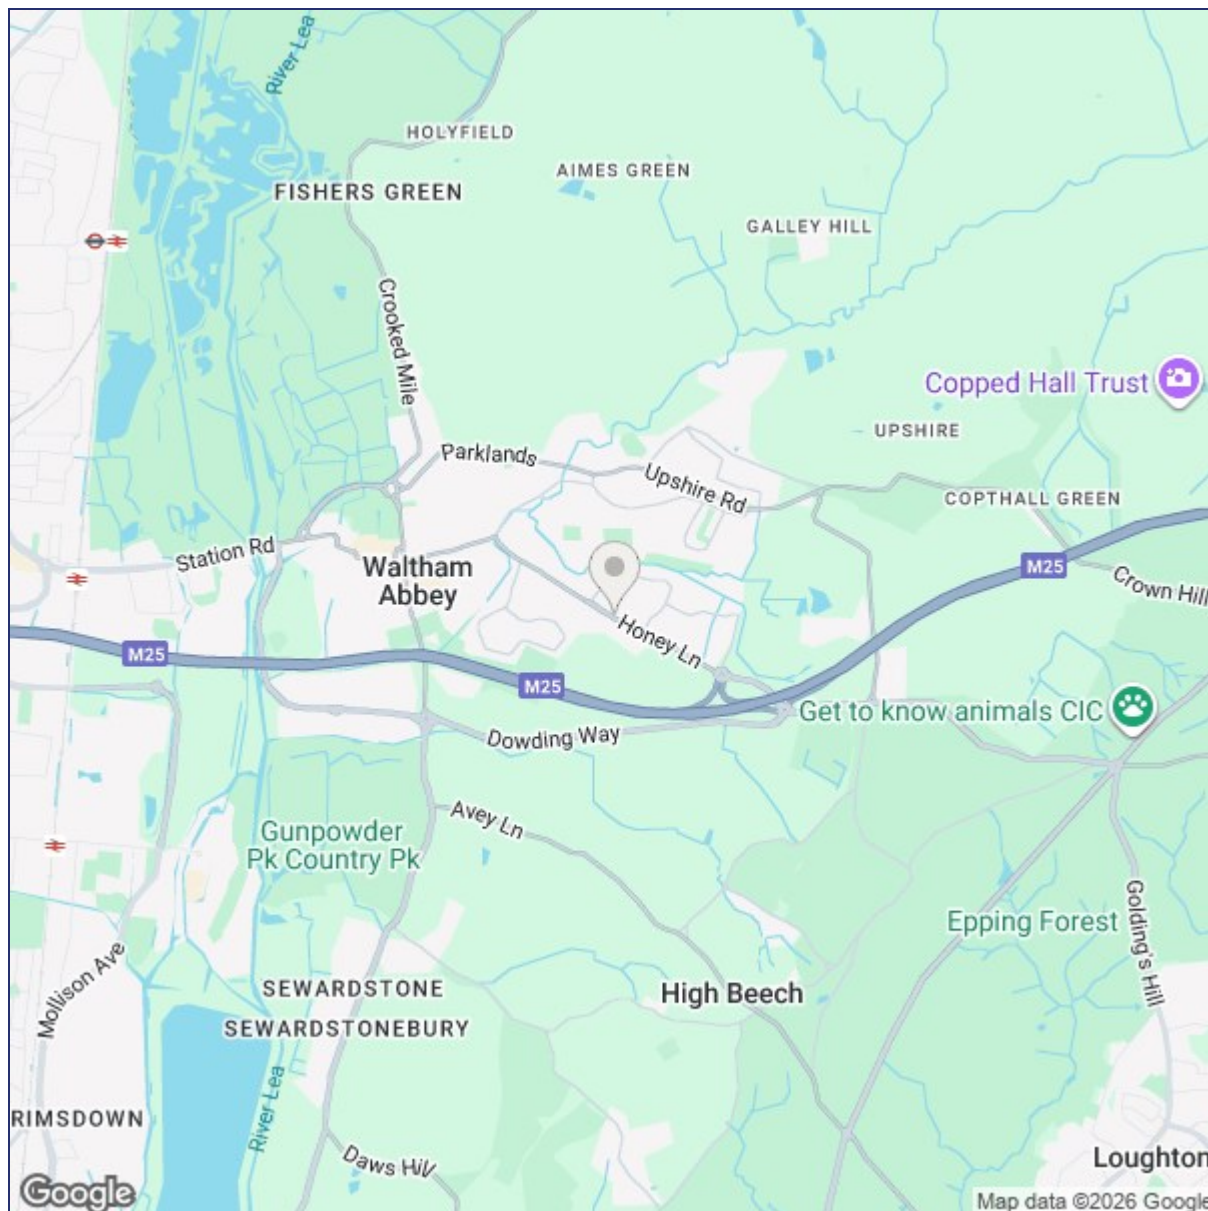 River Lea
HOLYFIELD
AIMES GREEN
FISHERS GREEN
GALLEY HILL
Crooked Mile
Copped Hall Trust
UPSHIRE
Parklands
Upshire Rd
COPTHALL GREEN
Station Rd
Waltham
Abbey
M25
Crown Hill
Honey Ln
M25
M25
Get to know animals CIC
Dowding Way
Avey Ln
Gunpowder
Pk Country Pk
Golding's Hill
Epping Forest
Mollison Ave
SEWARDSTONE
High Beech
SEWARDSTONEBURY
River Lea
RIMSDOWN
Daws Hil
Loughton
Google
Map data ©2026 Google